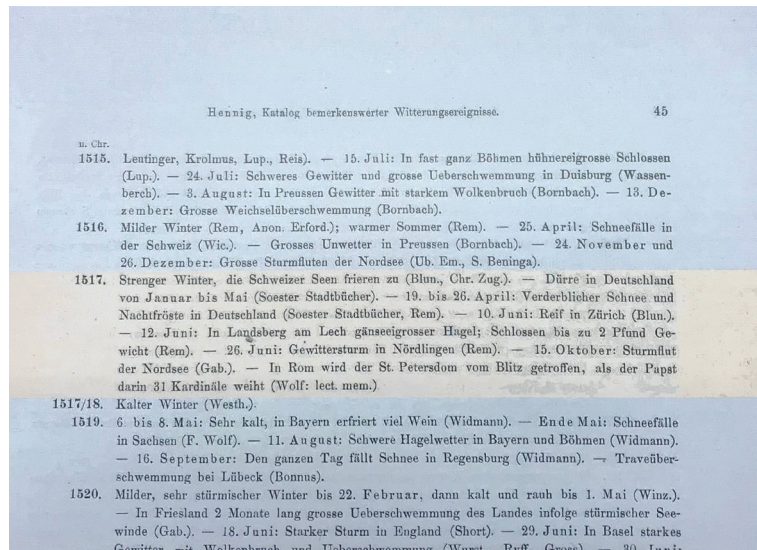 Hennig, Katalog bemerkenswerter Witterungsereignisse. 45
n. Chr.
1515. Leutinger, Krolmus, Lup., Reis). — 15. Juli: In fast ganz Böhmen hühnereigrosse Schlossen
(Lup.). — 24. Juli: Schweres Gewitter und grosse Ueberschwemmung in Duisburg (Wassen-
berch). — 3. August: In Preussen Gewitter mit starkem Wolkenbruch (Bornbach). — 13. De-
zember: Grosse Weichselüberschwemmung (Bornbach).
1516. Milder Winter (Rem, Anon. Erford.); warmer Sommer (Rem). — 25. April: Schneefälle in
der Schweiz (Wic.). — Grosses Unwetter in Preussen (Bornbach). — 24. November und
26. Dezember: Grosse Sturmfluten der Nordsee (Ub. Em., S. Beninga).
1517. Strenger Winter, die Schweizer Seen frieren zu (Blun., Chr. Zug.). — Dürre in Deutschland
von Januar bis Mai (Soester Stadtbücher). — 19. bis 26. April: Verderblicher Schnee und
Nachtfröste in Deutschland (Soester Stadtbücher, Rem). — 10. Juni: Reif in Zürich (Blun.).
— 12. Juni: In Landsberg am Lech gänseeigrosser Hagel; Schlossen bis zu 2 Pfund Ge-
wicht (Rem). — 26. Juni: Gewittersturm in Nördlingen (Rem). — 15. Oktober: Sturmflut
der Nordsee (Gab.). — In Rom wird der St. Petersdom vom Blitz getroffen, als der Papst
darin 31 Kardinäle weiht (Wolf: lect. mem.)
1517/18. Kalter Winter (Westh.).
1519. 6. bis 8. Mai: Sehr kalt, in Bayern erfriert viel Wein (Widmann). — Ende Mai: Schneefälle
in Sachsen (F. Wolf). — 11. August: Schwere Hagelwetter in Bayern und Böhmen (Widmann).
— 16. September: Den ganzen Tag fällt Schnee in Regensburg (Widmann). — Traveüber-
schwemmung bei Lübeck (Bonnus).
1520. Milder, sehr stürmischer Winter bis 22. Februar, dann kalt und rauh bis 1. Mai (Winz.).
— In Friesland 2 Monate lang grosse Ueberschwemmung des Landes infolge stürmischer See-
winde (Gab.). — 18. Juni: Starker Sturm in England (Short). — 29. Juni: In Basel starkes
Gewitter mit Wolkenbruch und Ueberschwemmung (Wurst., Ryff, Gross). — 30. Juni: